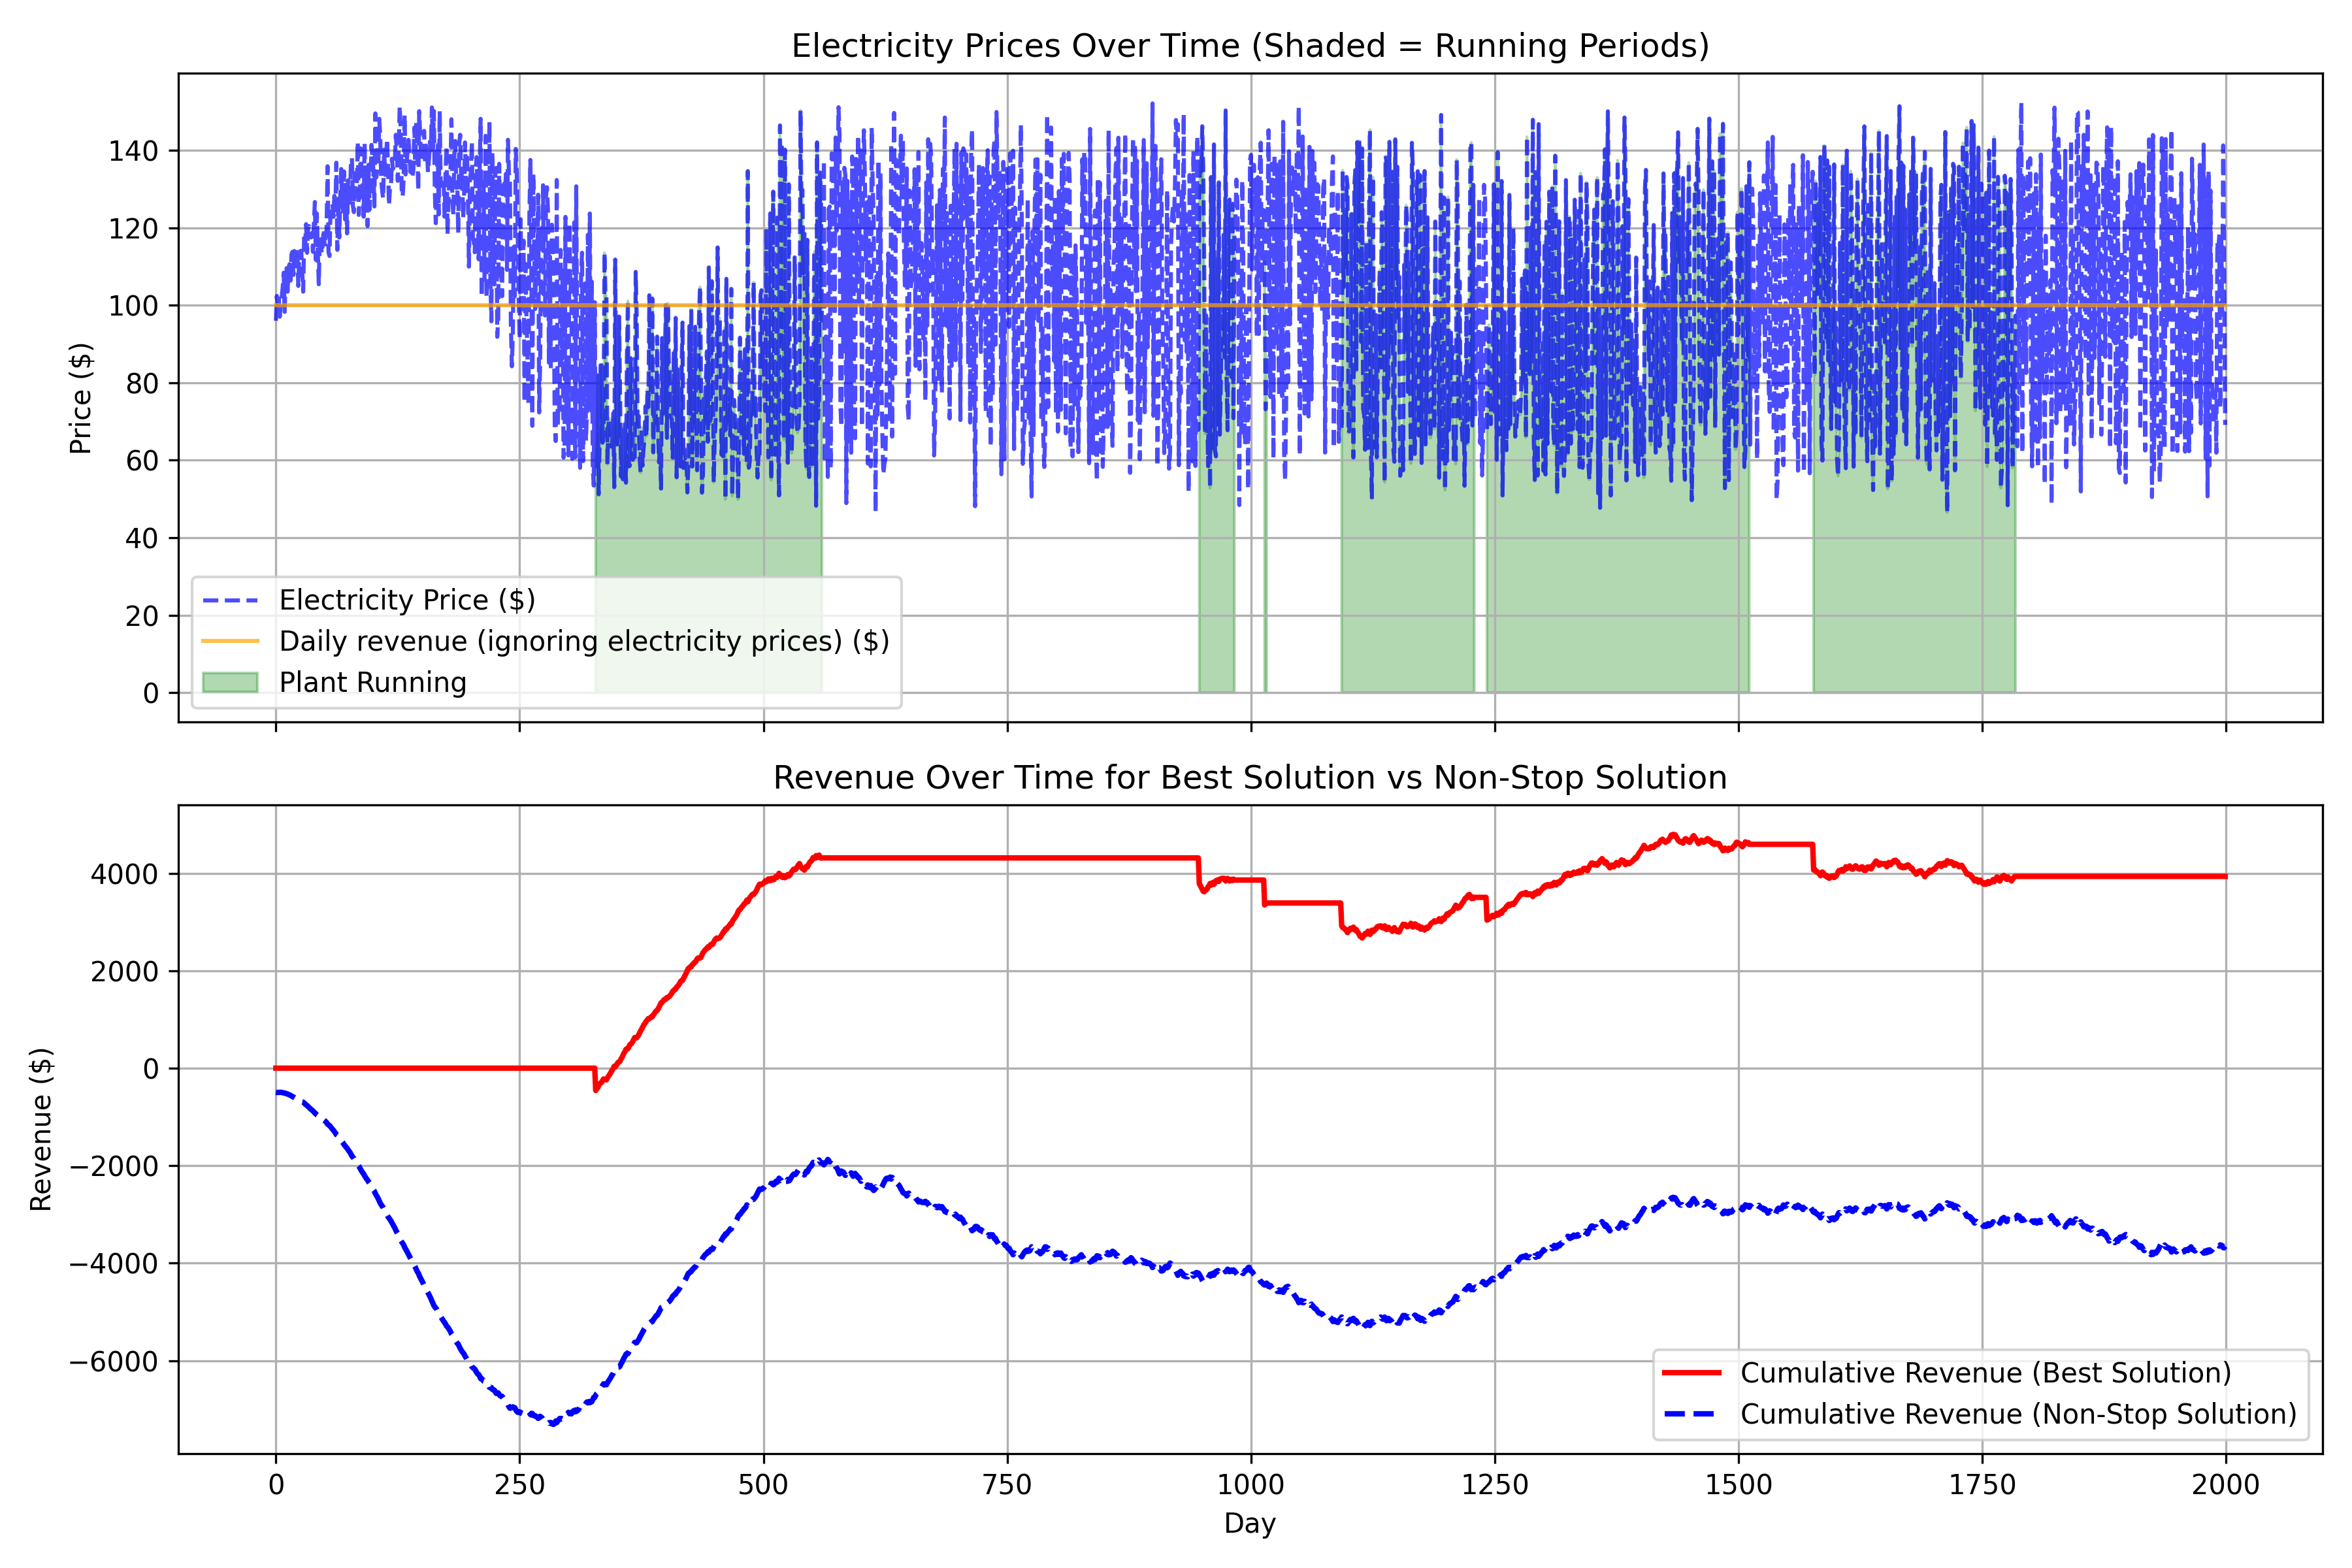 Electricity Prices Over Time (Shaded = Running Periods)
Price ($)
140
120
100
80
60
40
20
0
Electricity Price ($)
Daily revenue (ignoring electricity prices) ($)
Plant Running
Revenue Over Time for Best Solution vs Non-Stop Solution
Revenue ($)
4000
2000
0
−2000
−4000
−6000
Cumulative Revenue (Best Solution)
Cumulative Revenue (Non-Stop Solution)
0 250 500 750 1000 1250 1500 1750 2000
Day